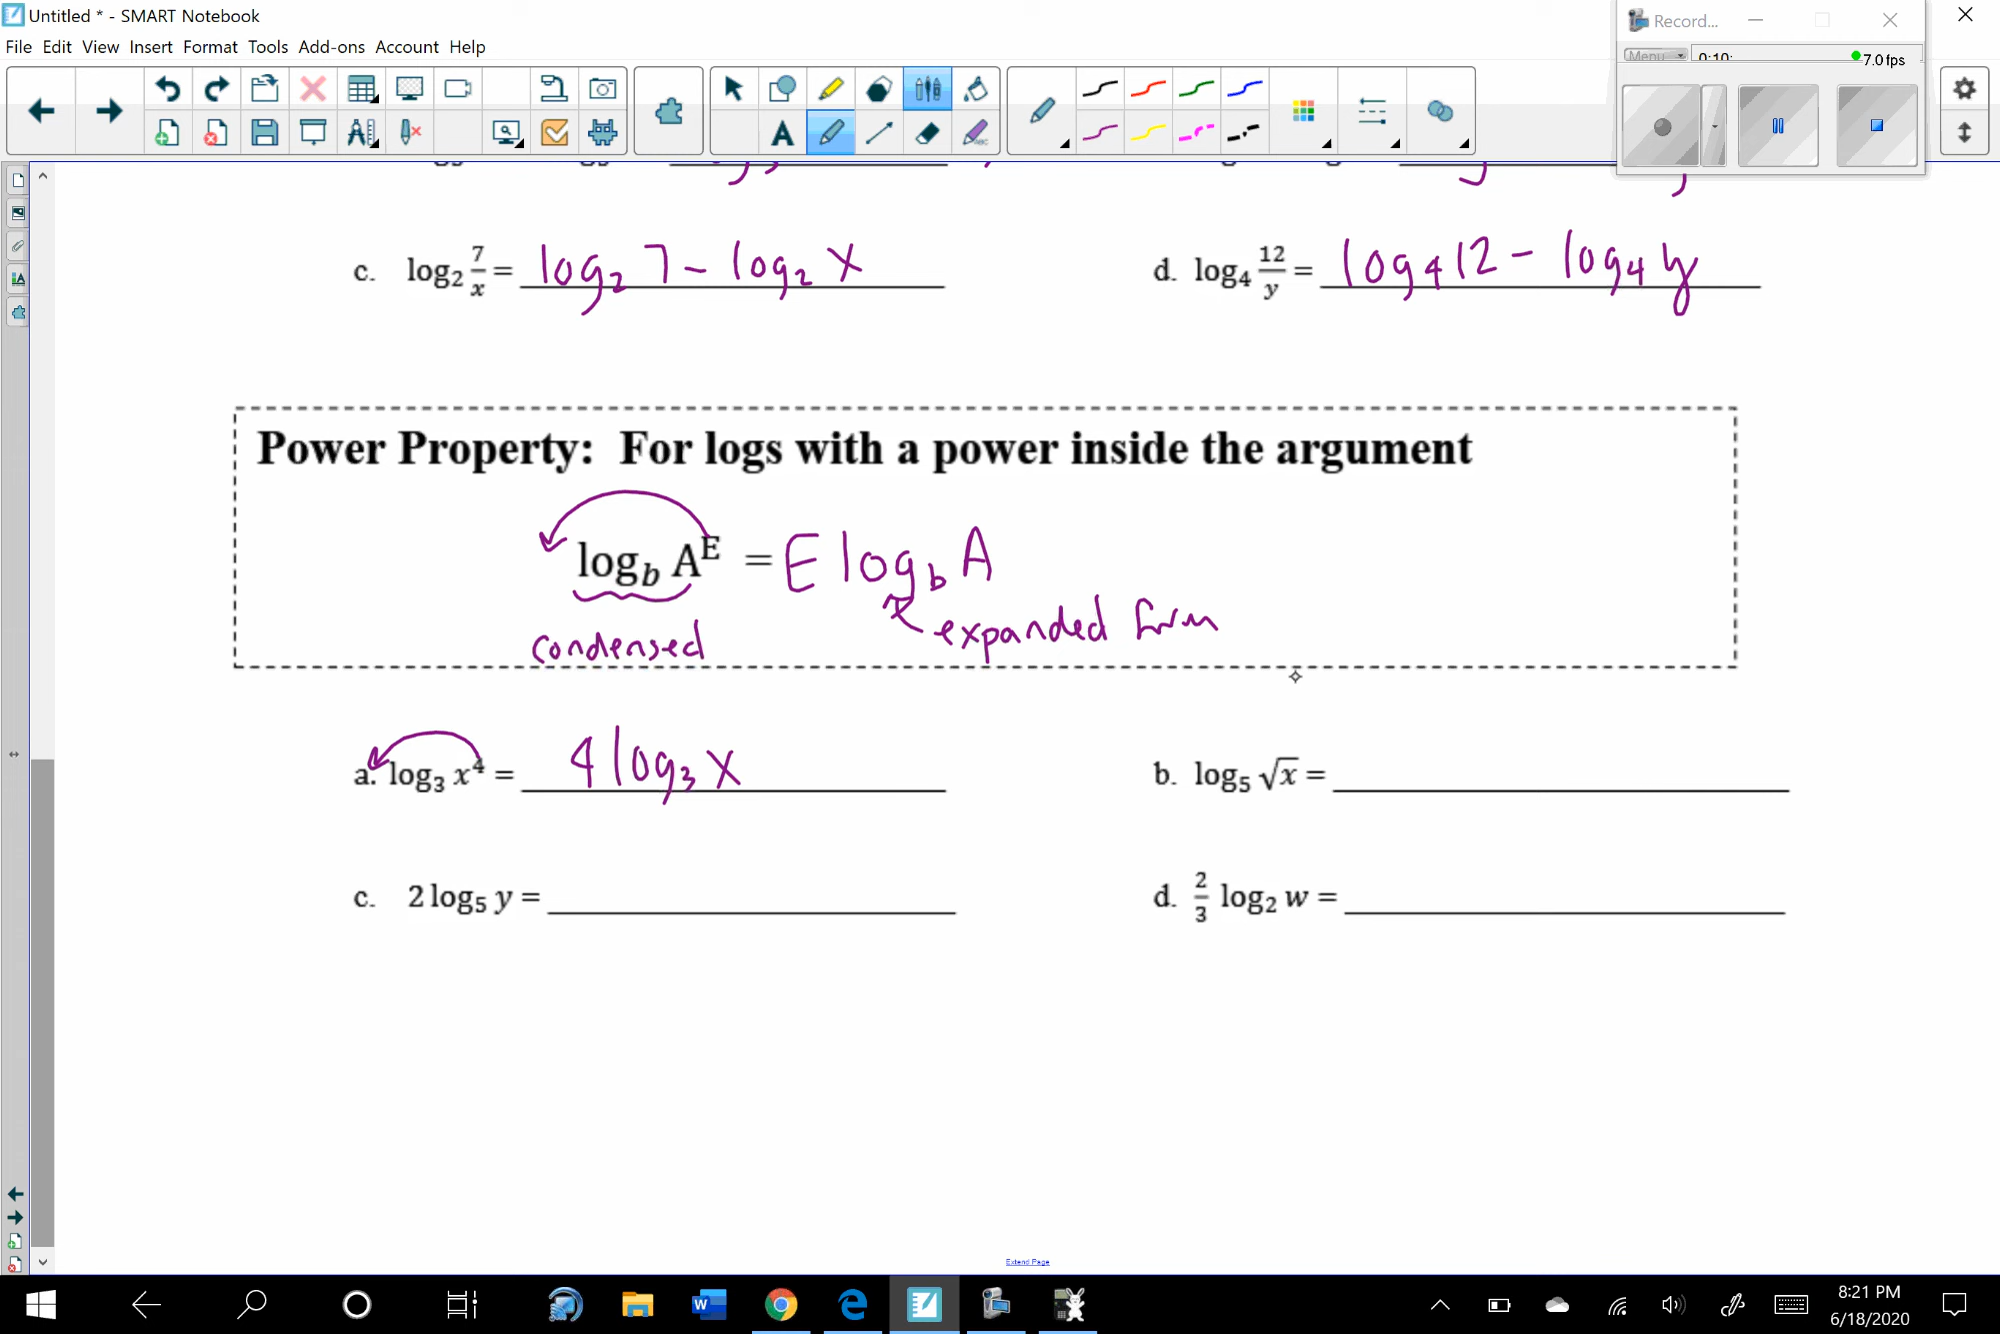 Untitled * - SMART Notebook
Record...
File Edit View Insert Format Tools Add-ons Account Help
Menu
0:10:
7.0 fps
c. log₂ 7/x = log₂ 7 - log₂ x
d. log₄ 12/y = log₄ 12 - log₄ y
Power Property: For logs with a power inside the argument
log_b A^E = E log_b A
condensed
expanded form
a. log₃ x⁴ = 4 log₃ x
b. log₅ √x =
c. 2 log₅ y =
d. 2/3 log₂ w =
Extend Page
8:21 PM
6/18/2020